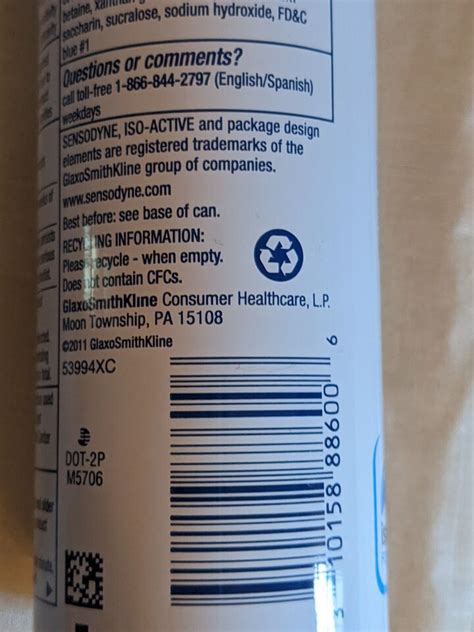 betaine,
saccharin, sucralose, sodium hydroxide, FD&C
blue #1
Questions or comments?
call toll-free 1-866-844-2797 (English/Spanish)
weekdays
SENSODYNE, ISO-ACTIVE and package design
elements are registered trademarks of the
GlaxoSmithKline group of companies.
www.sensodyne.com
Best before: see base of can.
RECYCLING INFORMATION:
Please recycle - when empty.
Does not contain CFCs.
GlaxoSmithKline Consumer Healthcare, L.P.
Moon Township, PA 15108
©2011 GlaxoSmithKline
53994XC
DOT-2P
M5706
3 10158 88600 6